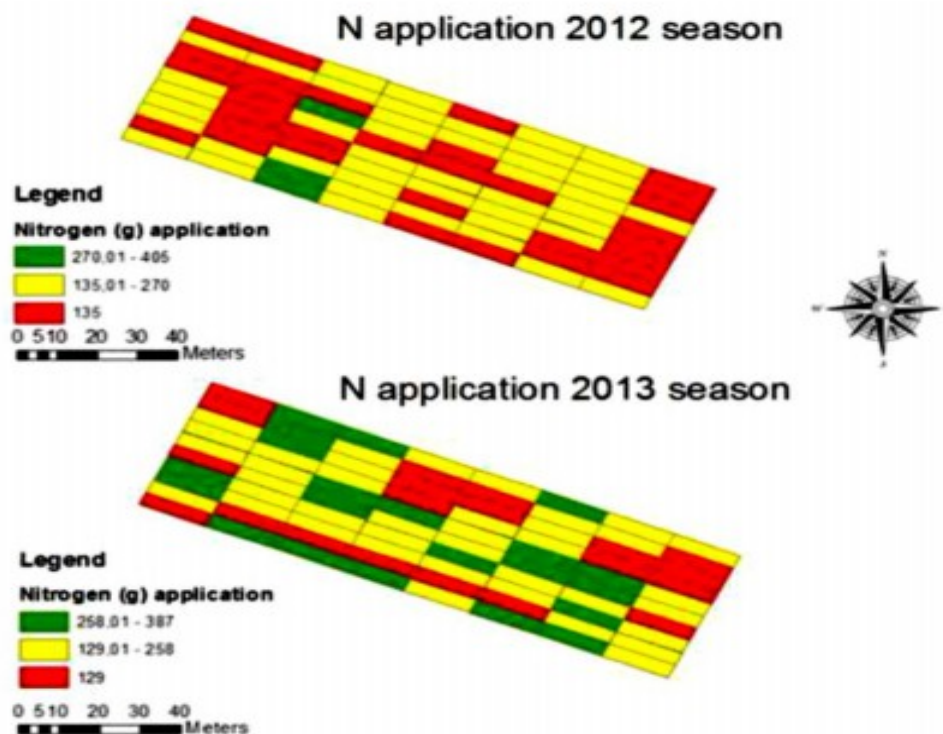 N application 2012 season
Legend
Nitrogen (g) application
270,01 - 405
135,01 - 270
135
0 5 10 20 30 40
Meters
N
W
S
N application 2013 season
Legend
Nitrogen (g) application
258,01 - 387
129,01 - 258
129
0 5 10 20 30 40
Meters